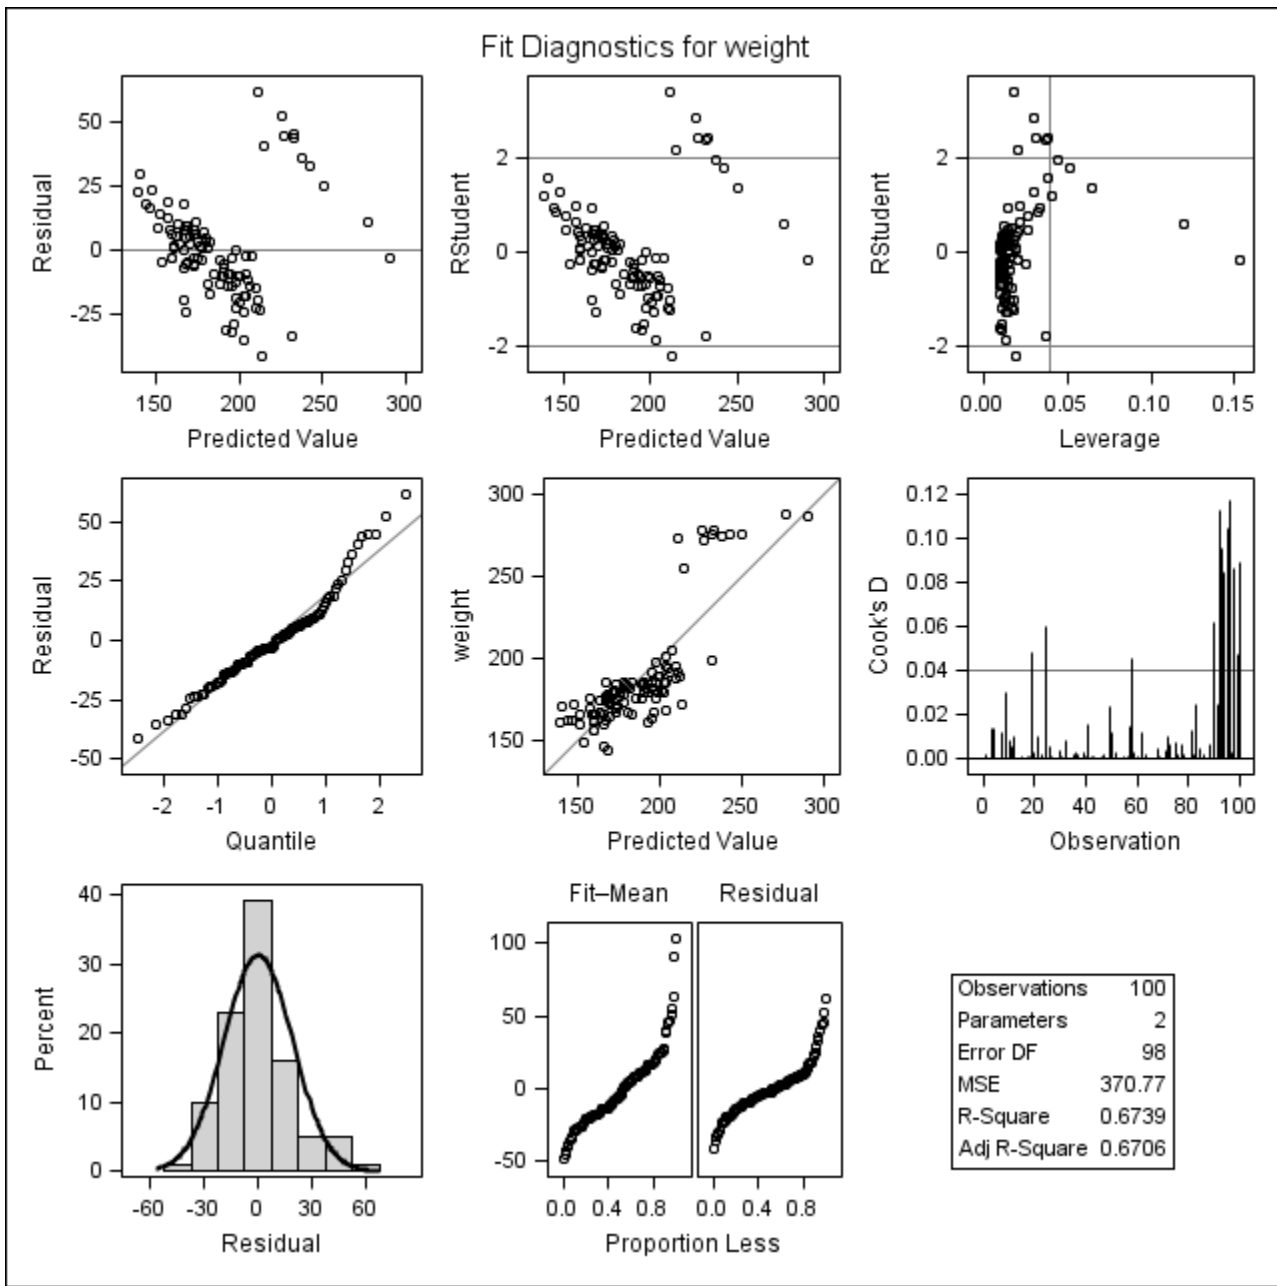 Fit Diagnostics for weight
Residual
50
25
0
-25
150 200 250 300
Predicted Value
RStudent
2
0
-2
150 200 250 300
Predicted Value
RStudent
2
0
-2
0.00 0.05 0.10 0.15
Leverage
Residual
50
25
0
-25
-50
-2 -1 0 1 2
Quantile
weight
300
250
200
150
150 200 250 300
Predicted Value
Cook's D
0.12
0.10
0.08
0.06
0.04
0.02
0.00
0 20 40 60 80 100
Observation
Percent
40
30
20
10
0
-60 -30 0 30 60
Residual
Fit–Mean Residual
100
50
0
-50
0.0 0.4 0.8 0.0 0.4 0.8
Proportion Less
Observations 100
Parameters 2
Error DF 98
MSE 370.77
R-Square 0.6739
Adj R-Square 0.6706